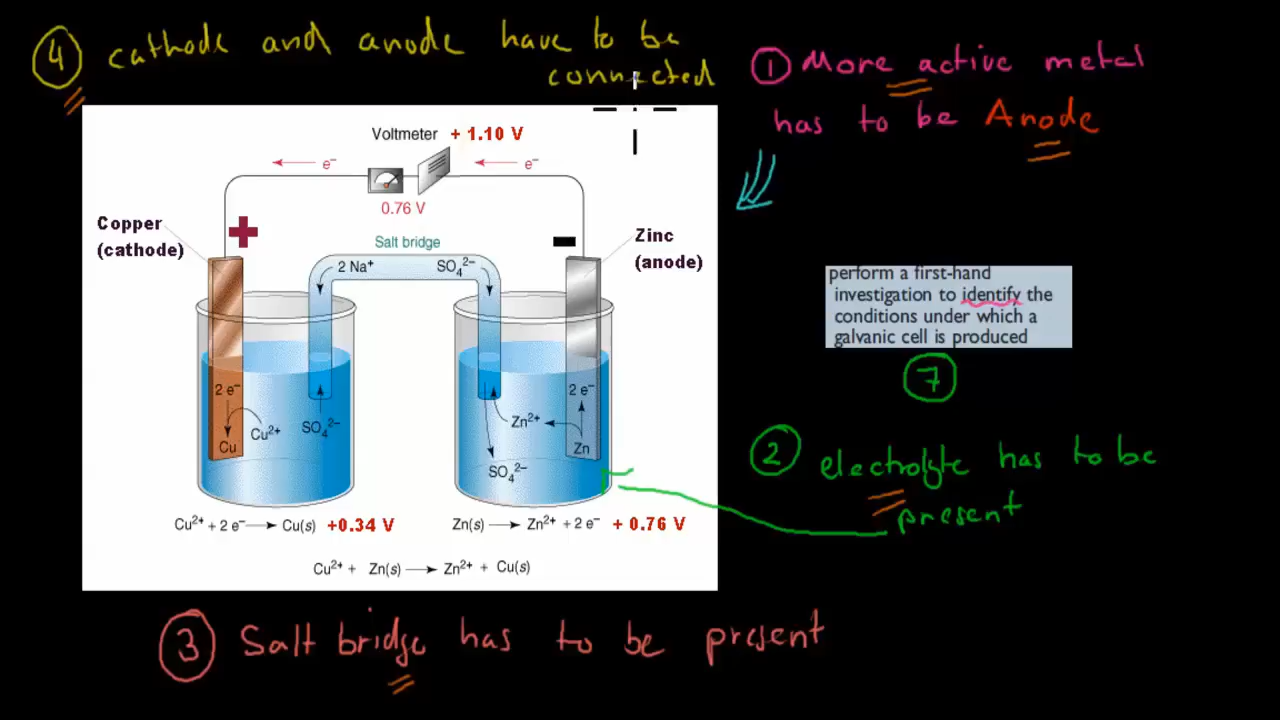 ④ cathode and anode have to be
connected
① More active metal
has to be Anode
Voltmeter + 1.10 V
e⁻
e⁻
0.76 V
Copper
(cathode)
+
Salt bridge
2 Na⁺
SO₄²⁻
−
Zinc
(anode)
2 e⁻
Cu²⁺
Cu
SO₄²⁻
Zn²⁺
SO₄²⁻
2 e⁻
Zn
Cu²⁺ + 2 e⁻ → Cu(s) +0.34 V
Zn(s) → Zn²⁺ + 2 e⁻ + 0.76 V
Cu²⁺ + Zn(s) → Zn²⁺ + Cu(s)
perform a first-hand
investigation to identify the
conditions under which a
galvanic cell is produced
7
② electrolyte has to be
present
③ Salt bridge has to be present